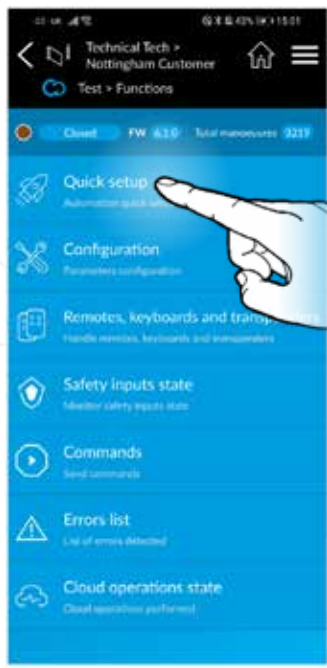 15:01
Technical Tech >
Nottingham Customer
Test > Functions
Closed FW 6.1.0 Total manoeuvres 3219
Quick setup
Automation quick
Configuration
Parameters configuration
Remotes, keyboards and
Handle remotes, keyboards and transponders
Safety inputs state
Monitor safety inputs state
Commands
Send commands
Errors list
List of errors detected
Cloud operations state
Cloud operations performed